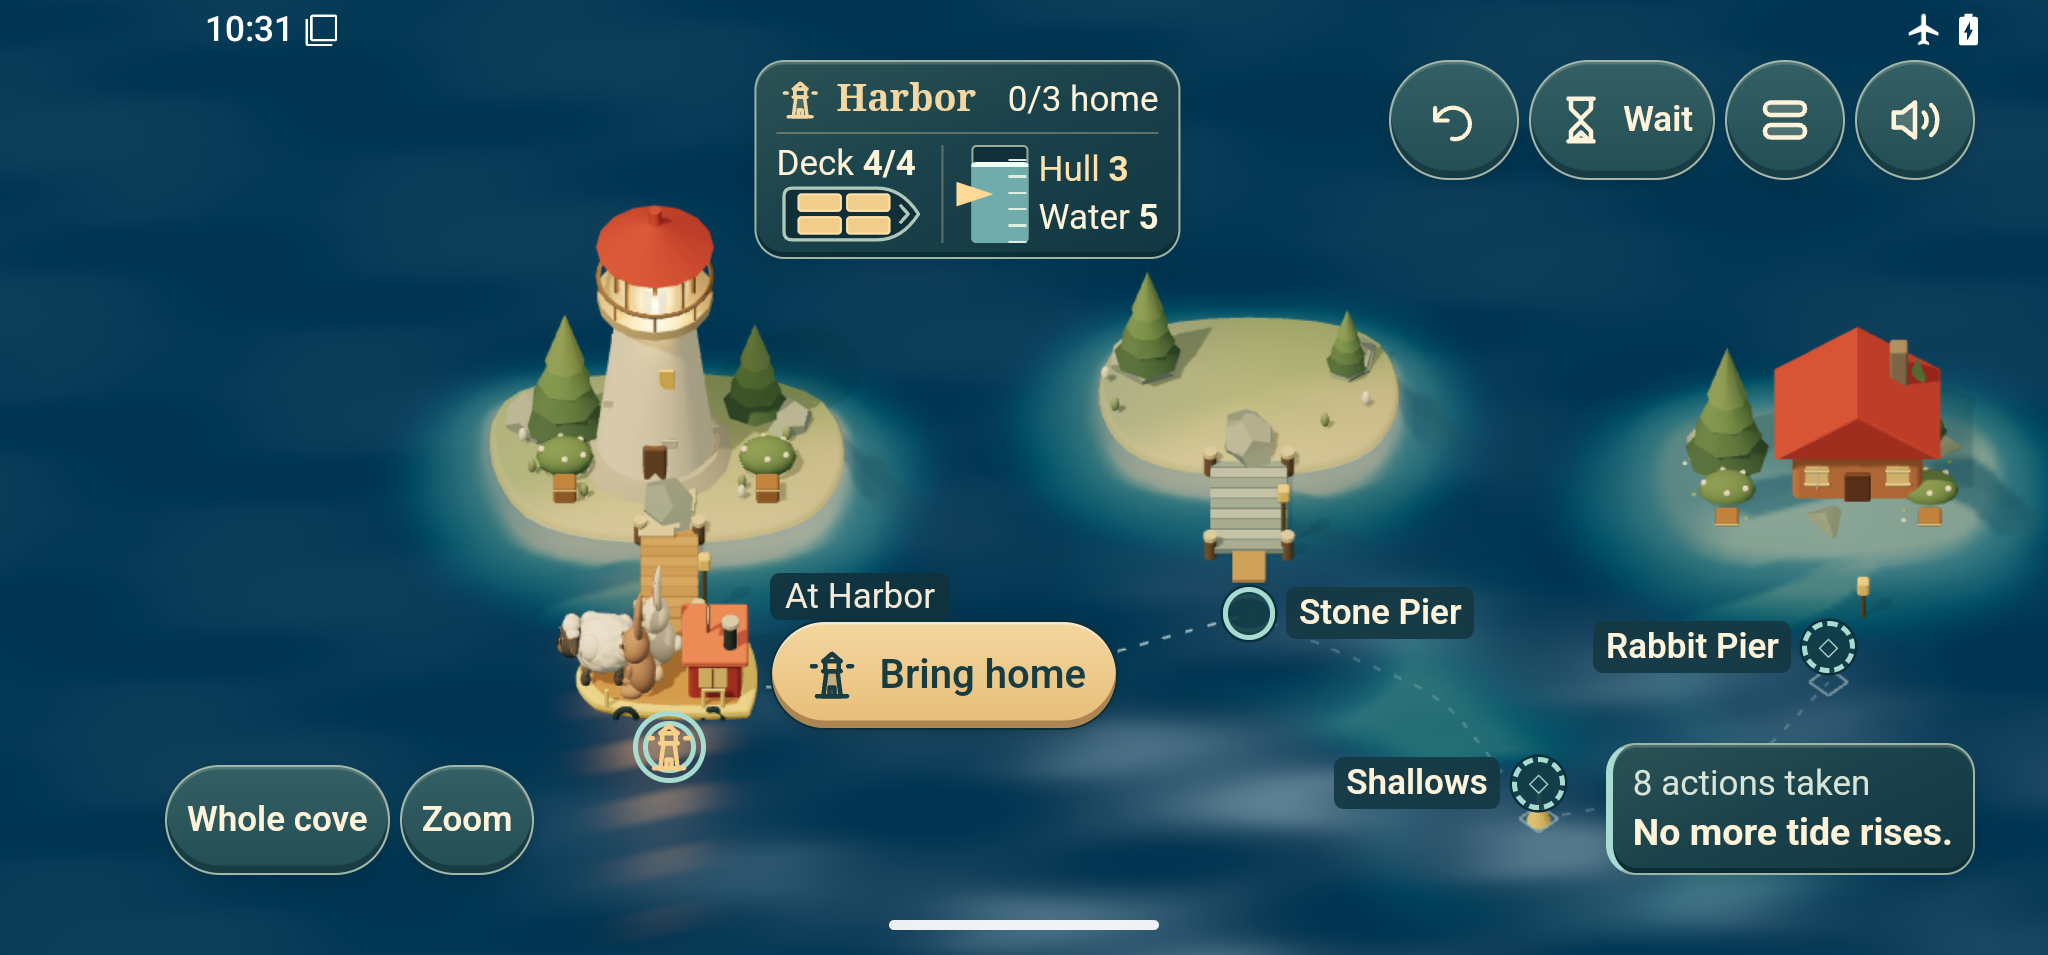 10:31
Harbor 0/3 home
Deck 4/4
Hull 3
Water 5
Wait
At Harbor
Bring home
Stone Pier
Rabbit Pier
Shallows
Whole cove
Zoom
8 actions taken
No more tide rises.